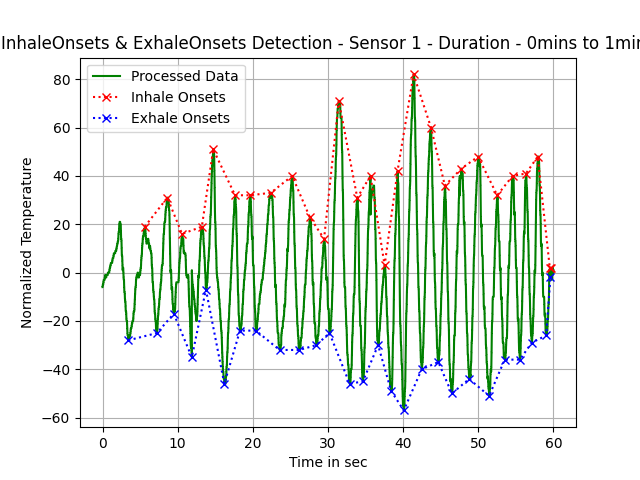 InhaleOnsets & ExhaleOnsets Detection - Sensor 1 - Duration - 0mins to 1min
Processed Data
Inhale Onsets
Exhale Onsets
80
60
40
20
0
−20
−40
−60
Normalized Temperature
0 10 20 30 40 50 60
Time in sec